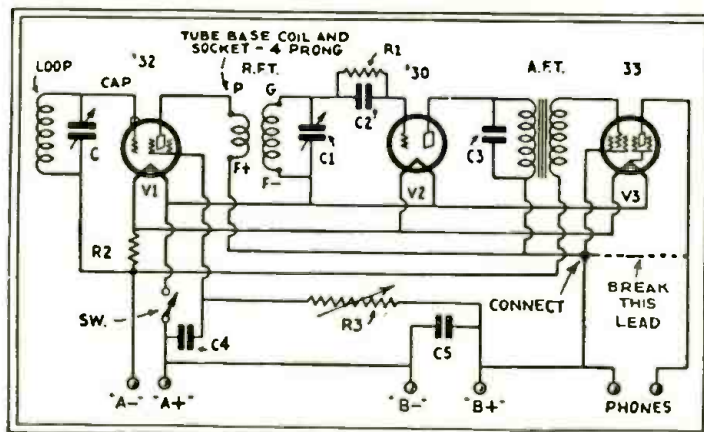 TUBE BASE COIL AND
SOCKET - 4 PRONG
LOOP
CAP
'32
P
R.F.T.
G
R1
'30
A.F.T.
33
C
C2
C1
C3
F+
F-
V1
V2
V3
R2
SW.
C4
R3
C5
CONNECT
BREAK
THIS
LEAD
"A-" "A+"
"B-" "B+"
PHONES